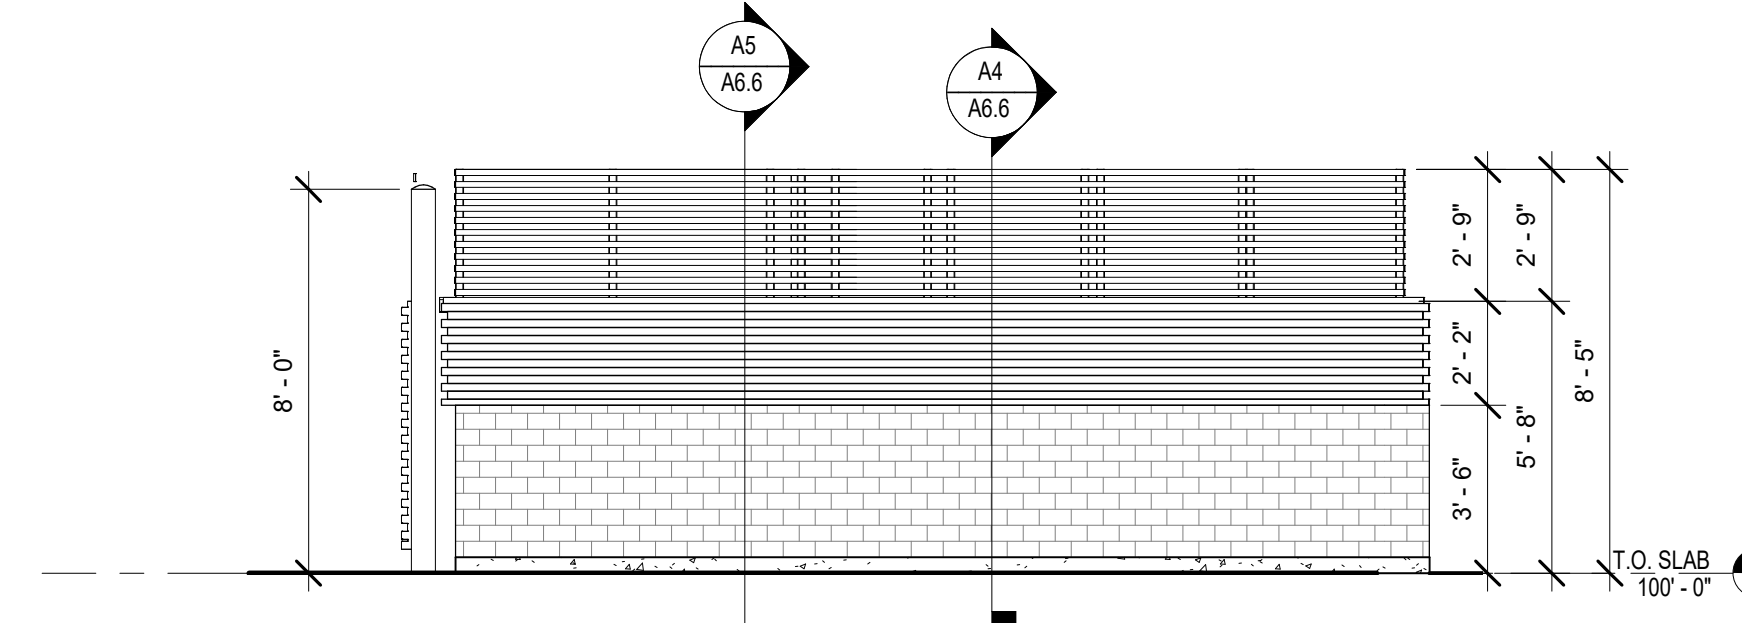 A5
A6.6
A4
A6.6
2' - 9"
2' - 9"
2' - 2"
8' - 0"
8' - 5"
5' - 8"
3' - 6"
T.O. SLAB
100' - 0"